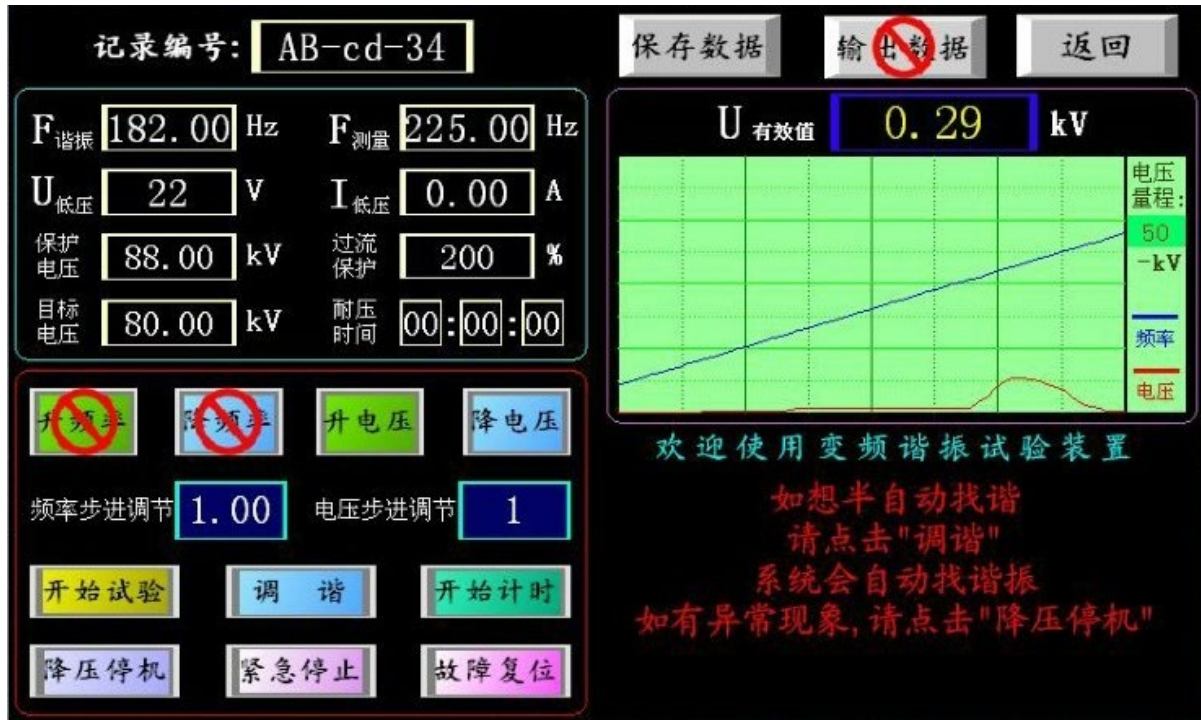 记录编号: AB-cd-34
保存数据 输出数据 返回
F谐振 182.00 Hz F测量 225.00 Hz
U低压 22 V I低压 0.00 A
保护电压 88.00 kV 过流保护 200 %
目标电压 80.00 kV 耐压时间 00:00:00
U有效值 0.29 kV
电压
量程:
50
-kV
频率
电压
升频率 降频率 升电压 降电压
频率步进调节 1.00 电压步进调节 1
开始试验 调 谐 开始计时
降压停机 紧急停止 故障复位
欢迎使用变频谐振试验装置
如想半自动找谐
请点击"调谐"
系统会自动找谐振
如有异常现象,请点击"降压停机"